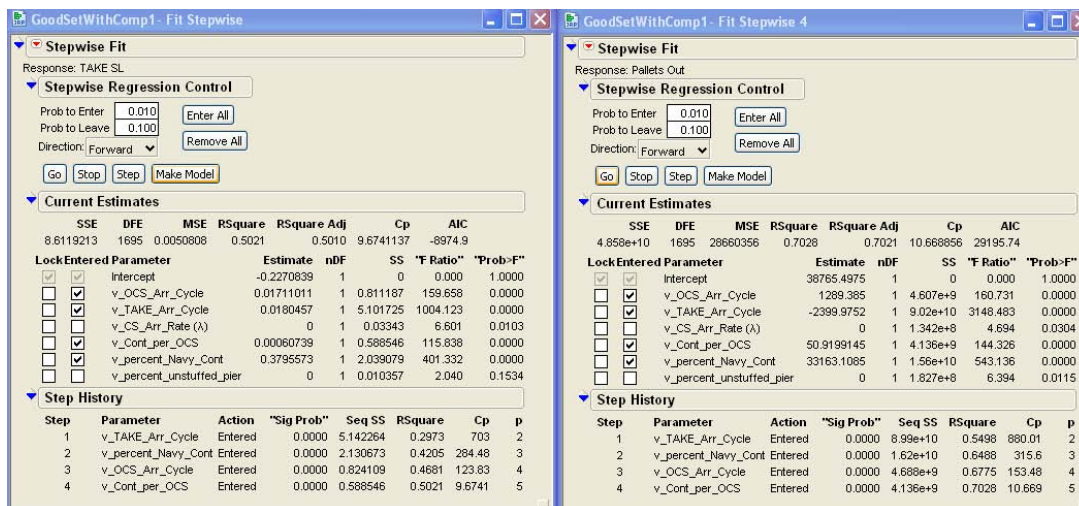 GoodSetWithComp1- Fit Stepwise
Stepwise Fit
Response: TAKE SL
Stepwise Regression Control
Prob to Enter 0.010 Enter All
Prob to Leave 0.100 Remove All
Direction: Forward
Go Stop Step Make Model
Current Estimates
SSE DFE MSE RSquare RSquare Adj Cp AIC
8.6119213 1695 0.0050808 0.5021 0.5010 9.6741137 -8974.9
Lock Entered Parameter Estimate nDF SS "F Ratio" "Prob>F"
Intercept -0.2270839 1 0 0.000 1.0000
v_OCS_Arr_Cycle 0.01711011 1 0.811187 159.658 0.0000
v_TAKE_Arr_Cycle 0.0180457 1 5.101725 1004.123 0.0000
v_CS_Arr_Rate (λ) 0 1 0.03343 6.601 0.0103
v_Cont_per_OCS 0.00060739 1 0.588546 115.838 0.0000
v_percent_Navy_Cont 0.3795573 1 2.039079 401.332 0.0000
v_percent_unstuffed_pier 0 1 0.010357 2.040 0.1534
Step History
Step Parameter Action "Sig Prob" Seq SS RSquare Cp p
1 v_TAKE_Arr_Cycle Entered 0.0000 5.142264 0.2973 703 2
2 v_percent_Navy_Cont Entered 0.0000 2.130673 0.4205 284.48 3
3 v_OCS_Arr_Cycle Entered 0.0000 0.824109 0.4681 123.83 4
4 v_Cont_per_OCS Entered 0.0000 0.588546 0.5021 9.6741 5
GoodSetWithComp1- Fit Stepwise 4
Stepwise Fit
Response: Pallets Out
Stepwise Regression Control
Prob to Enter 0.010 Enter All
Prob to Leave 0.100 Remove All
Direction: Forward
Go Stop Step Make Model
Current Estimates
SSE DFE MSE RSquare RSquare Adj Cp AIC
4.858e+10 1695 28660356 0.7028 0.7021 10.668856 29195.74
Lock Entered Parameter Estimate nDF SS "F Ratio" "Prob>F"
Intercept 38765.4975 1 0 0.000 1.0000
v_OCS_Arr_Cycle 1289.385 1 4.607e+9 160.731 0.0000
v_TAKE_Arr_Cycle -2399.9752 1 9.02e+10 3148.483 0.0000
v_CS_Arr_Rate (λ) 0 1 1.342e+8 4.694 0.0304
v_Cont_per_OCS 50.9199145 1 4.136e+9 144.326 0.0000
v_percent_Navy_Cont 33163.1085 1 1.56e+10 543.136 0.0000
v_percent_unstuffed_pier 0 1 1.827e+8 6.394 0.0115
Step History
Step Parameter Action "Sig Prob" Seq SS RSquare Cp p
1 v_TAKE_Arr_Cycle Entered 0.0000 8.99e+10 0.5498 880.01 2
2 v_percent_Navy_Cont Entered 0.0000 1.62e+10 0.6488 315.6 3
3 v_OCS_Arr_Cycle Entered 0.0000 4.688e+9 0.6775 153.48 4
4 v_Cont_per_OCS Entered 0.0000 4.136e+9 0.7028 10.669 5